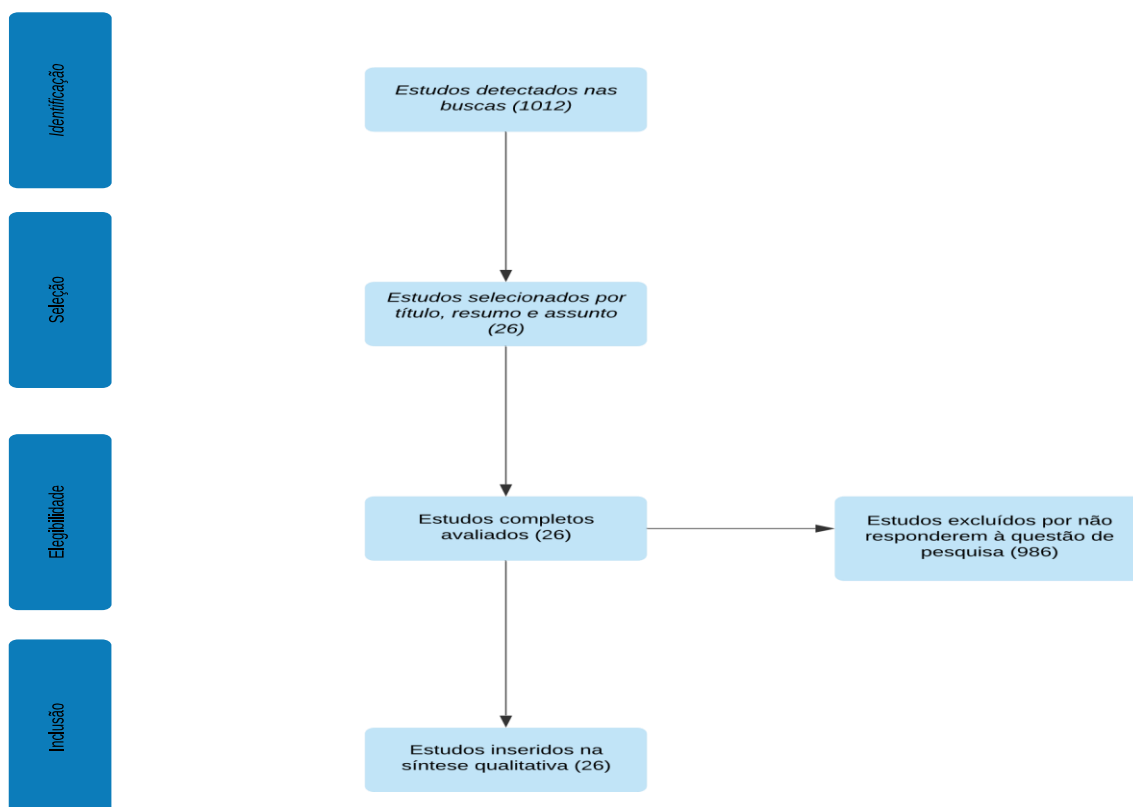 Identificação
Estudos detectados nas
buscas (1012)
Seleção
Estudos selecionados por
título, resumo e assunto
(26)
Elegibilidade
Estudos completos
avaliados (26)
Estudos excluídos por não
responderem à questão de
pesquisa (986)
Inclusão
Estudos inseridos na
síntese qualitativa (26)